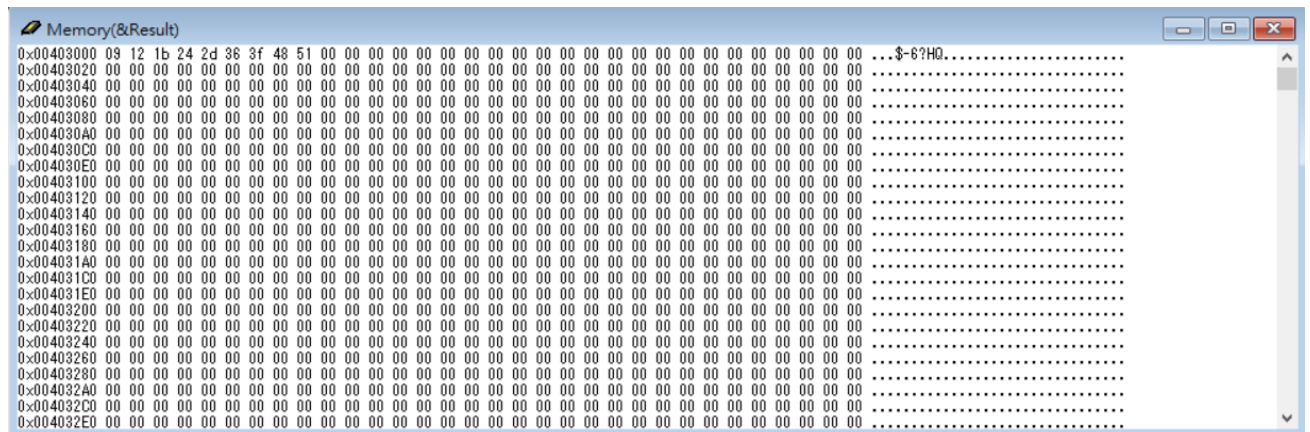 Memory(&Result)
0x00403000 09 12 1b 24 2d 36 3f 48 51 00 00 00 00 00 00 00 00 00 00 00 00 00 00 00 00 00 00 00 00 00 00 00 ...$-6?HQ.......................
0x00403020 00 00 00 00 00 00 00 00 00 00 00 00 00 00 00 00 00 00 00 00 00 00 00 00 00 00 00 00 00 00 00 00 ................................
0x00403040 00 00 00 00 00 00 00 00 00 00 00 00 00 00 00 00 00 00 00 00 00 00 00 00 00 00 00 00 00 00 00 00 ................................
0x00403060 00 00 00 00 00 00 00 00 00 00 00 00 00 00 00 00 00 00 00 00 00 00 00 00 00 00 00 00 00 00 00 00 ................................
0x00403080 00 00 00 00 00 00 00 00 00 00 00 00 00 00 00 00 00 00 00 00 00 00 00 00 00 00 00 00 00 00 00 00 ................................
0x004030A0 00 00 00 00 00 00 00 00 00 00 00 00 00 00 00 00 00 00 00 00 00 00 00 00 00 00 00 00 00 00 00 00 ................................
0x004030C0 00 00 00 00 00 00 00 00 00 00 00 00 00 00 00 00 00 00 00 00 00 00 00 00 00 00 00 00 00 00 00 00 ................................
0x004030E0 00 00 00 00 00 00 00 00 00 00 00 00 00 00 00 00 00 00 00 00 00 00 00 00 00 00 00 00 00 00 00 00 ................................
0x00403100 00 00 00 00 00 00 00 00 00 00 00 00 00 00 00 00 00 00 00 00 00 00 00 00 00 00 00 00 00 00 00 00 ................................
0x00403120 00 00 00 00 00 00 00 00 00 00 00 00 00 00 00 00 00 00 00 00 00 00 00 00 00 00 00 00 00 00 00 00 ................................
0x00403140 00 00 00 00 00 00 00 00 00 00 00 00 00 00 00 00 00 00 00 00 00 00 00 00 00 00 00 00 00 00 00 00 ................................
0x00403160 00 00 00 00 00 00 00 00 00 00 00 00 00 00 00 00 00 00 00 00 00 00 00 00 00 00 00 00 00 00 00 00 ................................
0x00403180 00 00 00 00 00 00 00 00 00 00 00 00 00 00 00 00 00 00 00 00 00 00 00 00 00 00 00 00 00 00 00 00 ................................
0x004031A0 00 00 00 00 00 00 00 00 00 00 00 00 00 00 00 00 00 00 00 00 00 00 00 00 00 00 00 00 00 00 00 00 ................................
0x004031C0 00 00 00 00 00 00 00 00 00 00 00 00 00 00 00 00 00 00 00 00 00 00 00 00 00 00 00 00 00 00 00 00 ................................
0x004031E0 00 00 00 00 00 00 00 00 00 00 00 00 00 00 00 00 00 00 00 00 00 00 00 00 00 00 00 00 00 00 00 00 ................................
0x00403200 00 00 00 00 00 00 00 00 00 00 00 00 00 00 00 00 00 00 00 00 00 00 00 00 00 00 00 00 00 00 00 00 ................................
0x00403220 00 00 00 00 00 00 00 00 00 00 00 00 00 00 00 00 00 00 00 00 00 00 00 00 00 00 00 00 00 00 00 00 ................................
0x00403240 00 00 00 00 00 00 00 00 00 00 00 00 00 00 00 00 00 00 00 00 00 00 00 00 00 00 00 00 00 00 00 00 ................................
0x00403260 00 00 00 00 00 00 00 00 00 00 00 00 00 00 00 00 00 00 00 00 00 00 00 00 00 00 00 00 00 00 00 00 ................................
0x00403280 00 00 00 00 00 00 00 00 00 00 00 00 00 00 00 00 00 00 00 00 00 00 00 00 00 00 00 00 00 00 00 00 ................................
0x004032A0 00 00 00 00 00 00 00 00 00 00 00 00 00 00 00 00 00 00 00 00 00 00 00 00 00 00 00 00 00 00 00 00 ................................
0x004032C0 00 00 00 00 00 00 00 00 00 00 00 00 00 00 00 00 00 00 00 00 00 00 00 00 00 00 00 00 00 00 00 00 ................................
0x004032E0 00 00 00 00 00 00 00 00 00 00 00 00 00 00 00 00 00 00 00 00 00 00 00 00 00 00 00 00 00 00 00 00 ................................